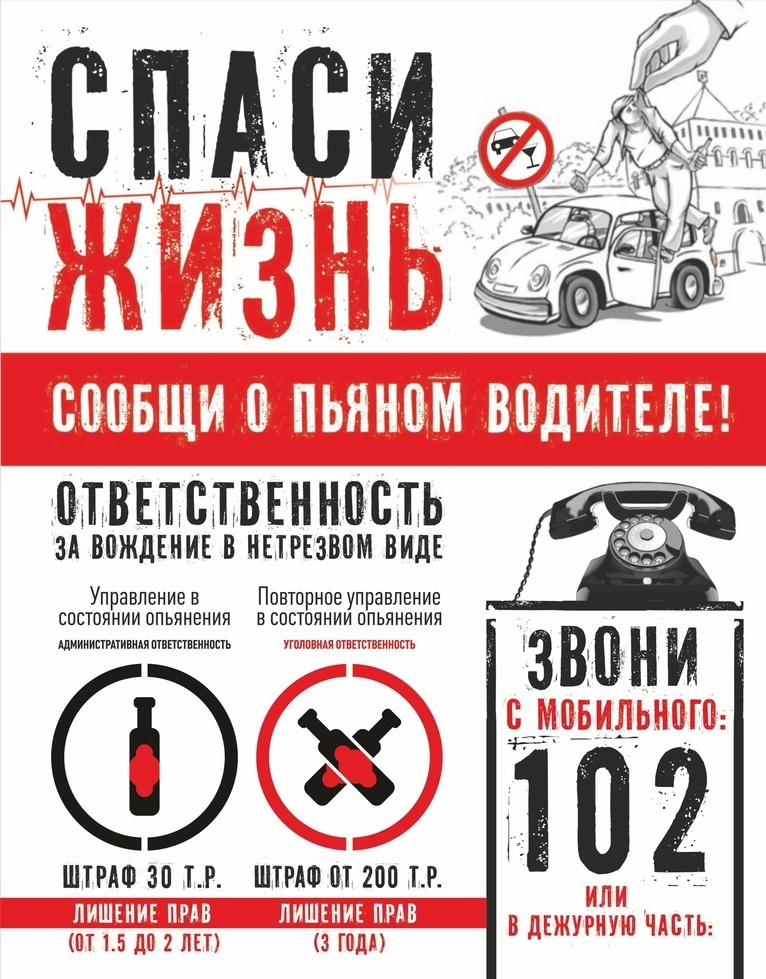 СПАСИ
ЖИЗНЬ
СООБЩИ О ПЬЯНОМ ВОДИТЕЛЕ!
ОТВЕТСТВЕННОСТЬ
ЗА ВОЖДЕНИЕ В НЕТРЕЗВОМ ВИДЕ
Управление в
состоянии опьянения
АДМИНИСТРАТИВНАЯ ОТВЕТСТВЕННОСТЬ
ШТРАФ 30 Т.Р.
ЛИШЕНИЕ ПРАВ
(ОТ 1.5 ДО 2 ЛЕТ)
Повторное управление
в состоянии опьянения
УГОЛОВНАЯ ОТВЕТСТВЕННОСТЬ
ШТРАФ ОТ 200 Т.Р.
ЛИШЕНИЕ ПРАВ
(3 ГОДА)
ЗВОНИ
С МОБИЛЬНОГО:
102
ИЛИ
В ДЕЖУРНУЮ ЧАСТЬ: